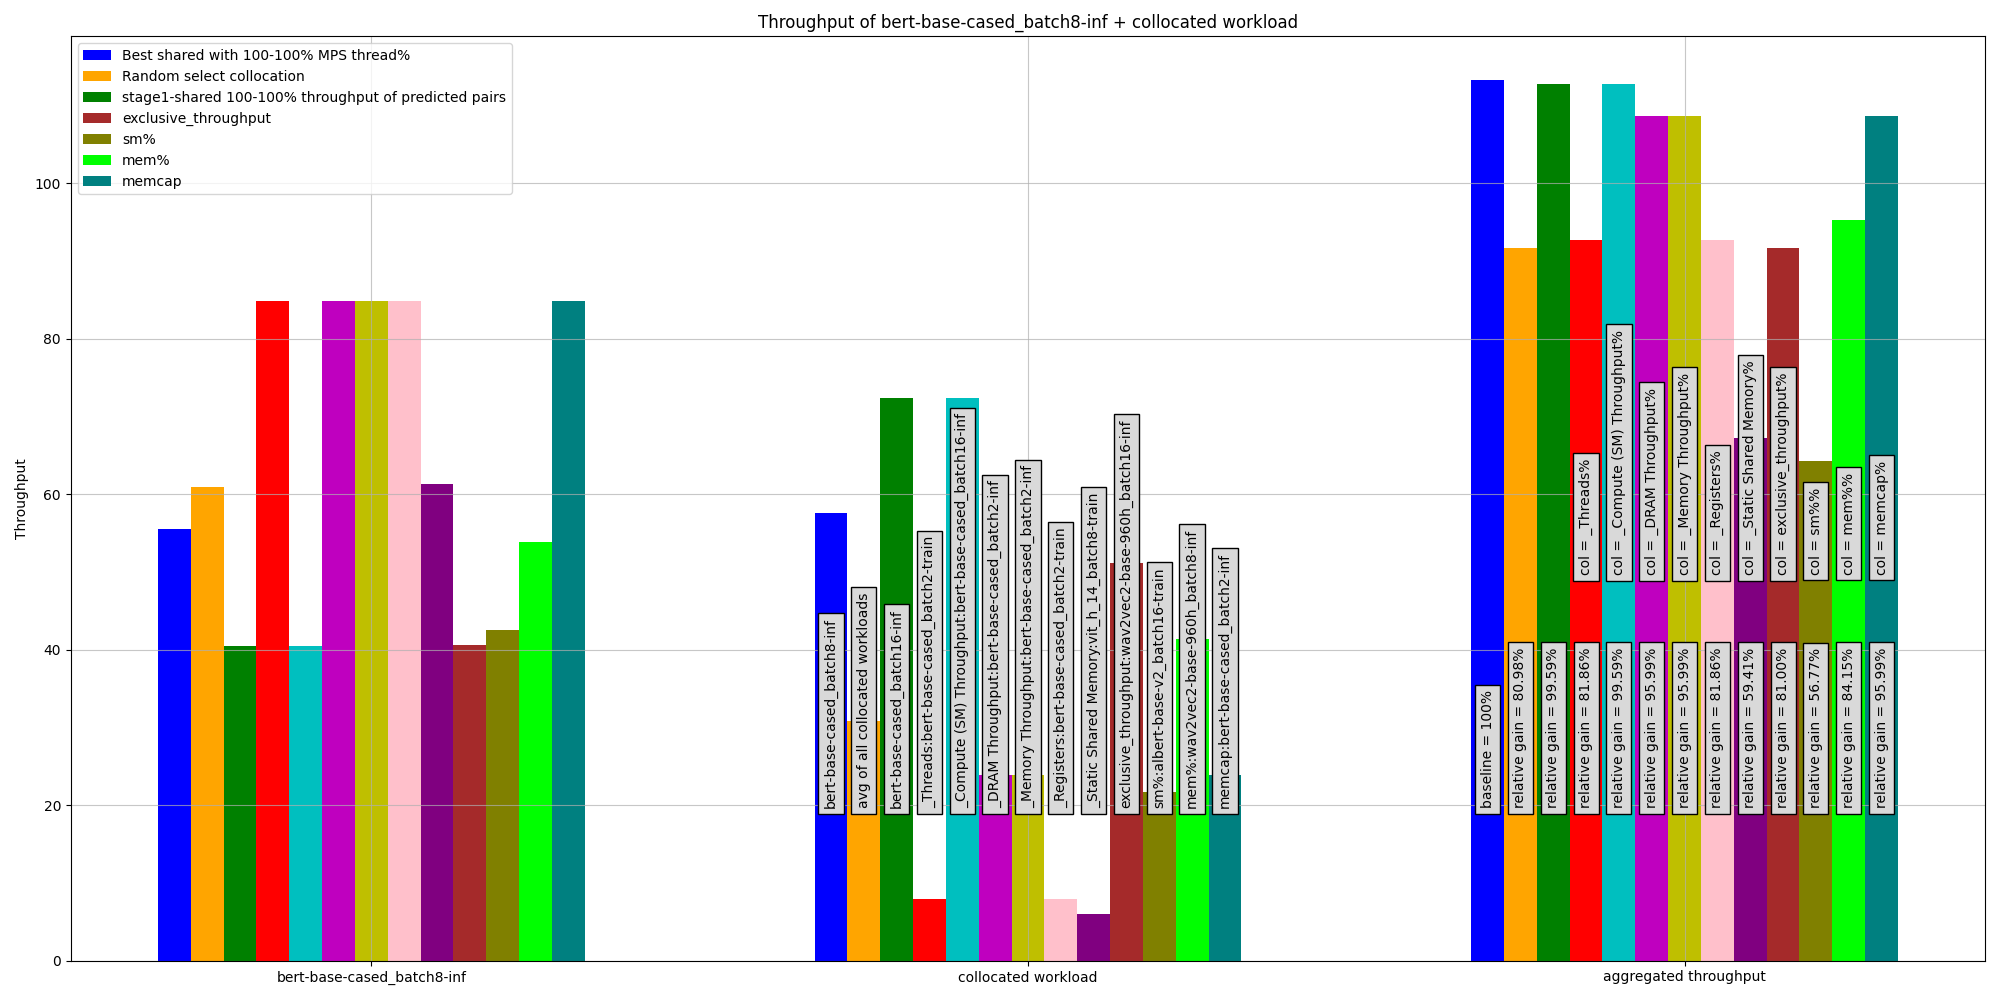 Throughput of bert-base-cased_batch8-inf + collocated workload
Best shared with 100-100% MPS thread%
Random select collocation
stage1-shared 100-100% throughput of predicted pairs
exclusive_throughput
sm%
mem%
memcap
Throughput
100
80
60
40
20
0
bert-base-cased_batch8-inf
avg of all collocated workloads
bert-base-cased_batch16-inf
_Threads:bert-base-cased_batch2-train
_Compute (SM) Throughput:bert-base-cased_batch16-inf
_DRAM Throughput:bert-base-cased_batch2-inf
_Memory Throughput:bert-base-cased_batch2-inf
_Registers:bert-base-cased_batch2-train
_Static Shared Memory:vit_h_14_batch8-train
exclusive_throughput:wav2vec2-base-960h_batch16-inf
sm%:albert-base-v2_batch16-train
mem%:wav2vec2-base-960h_batch8-inf
memcap:bert-base-cased_batch2-inf
col = _Threads%
col = _Compute (SM) Throughput%
col = _DRAM Throughput%
col = _Memory Throughput%
col = _Registers%
col = _Static Shared Memory%
col = exclusive_throughput%
col = sm%%
col = mem%%
col = memcap%
baseline = 100%
relative gain = 80.98%
relative gain = 99.59%
relative gain = 81.86%
relative gain = 99.59%
relative gain = 95.99%
relative gain = 95.99%
relative gain = 81.86%
relative gain = 59.41%
relative gain = 81.00%
relative gain = 56.77%
relative gain = 84.15%
relative gain = 95.99%
bert-base-cased_batch8-inf
collocated workload
aggregated throughput